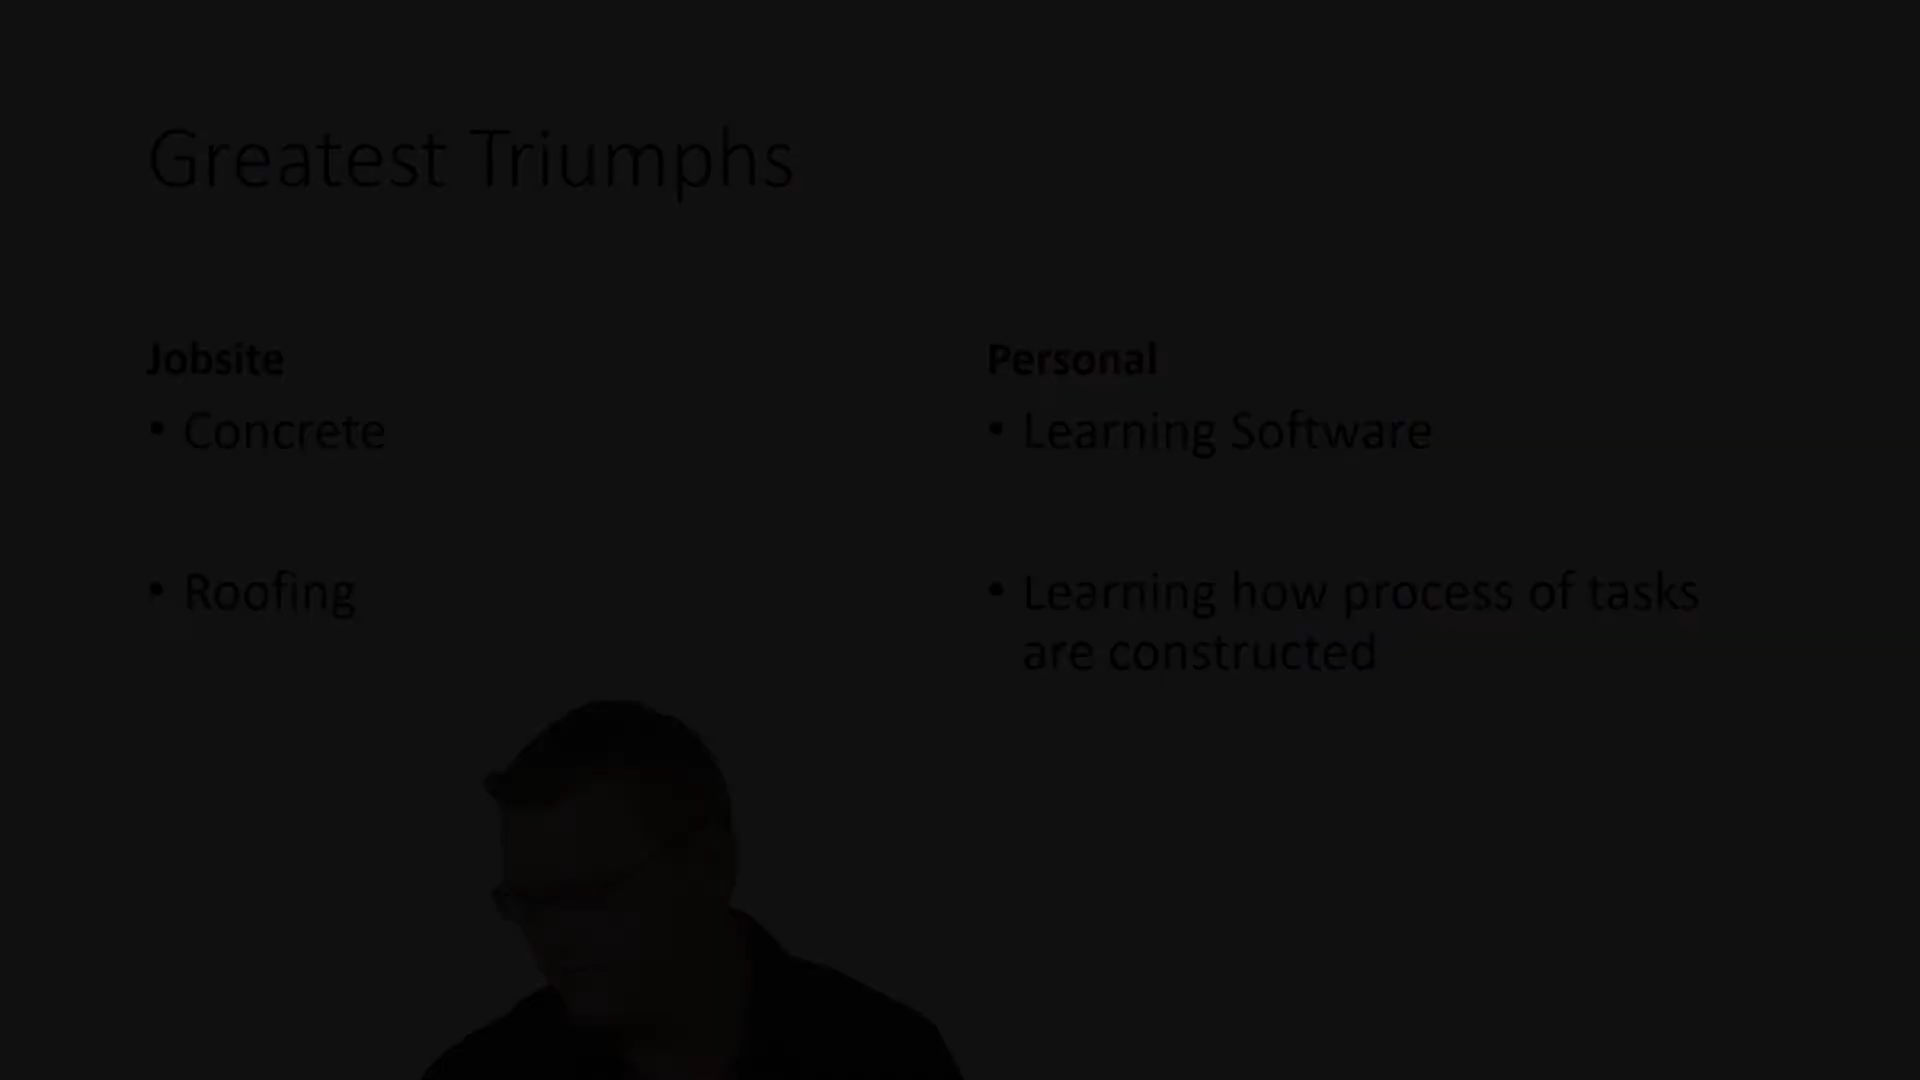 Greatest Triumphs
Jobsite
• Concrete
• Roofing
Personal
• Learning Software
• Learning how process of tasks
are constructed